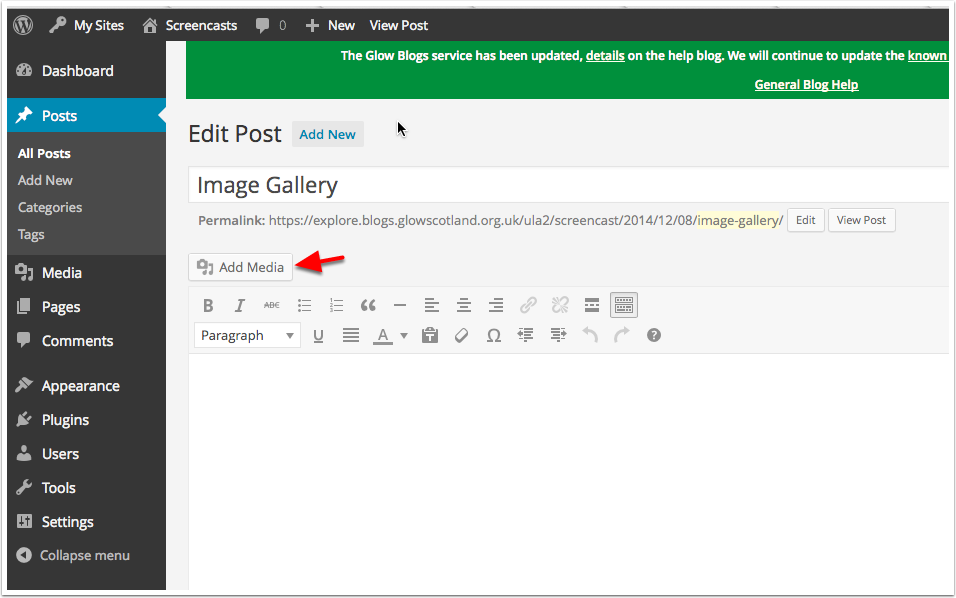 My Sites Screencasts 0 + New View Post
Dashboard
Posts
All Posts
Add New
Categories
Tags
Media
Pages
Comments
Appearance
Plugins
Users
Tools
Settings
Collapse menu
The Glow Blogs service has been updated, details on the help blog. We will continue to update the known
General Blog Help
Edit Post Add New
Image Gallery
Permalink: https://explore.blogs.glowscotland.org.uk/ula2/screencast/2014/12/08/image-gallery/ Edit View Post
Add Media
B I ABC
Paragraph U A Ω ?